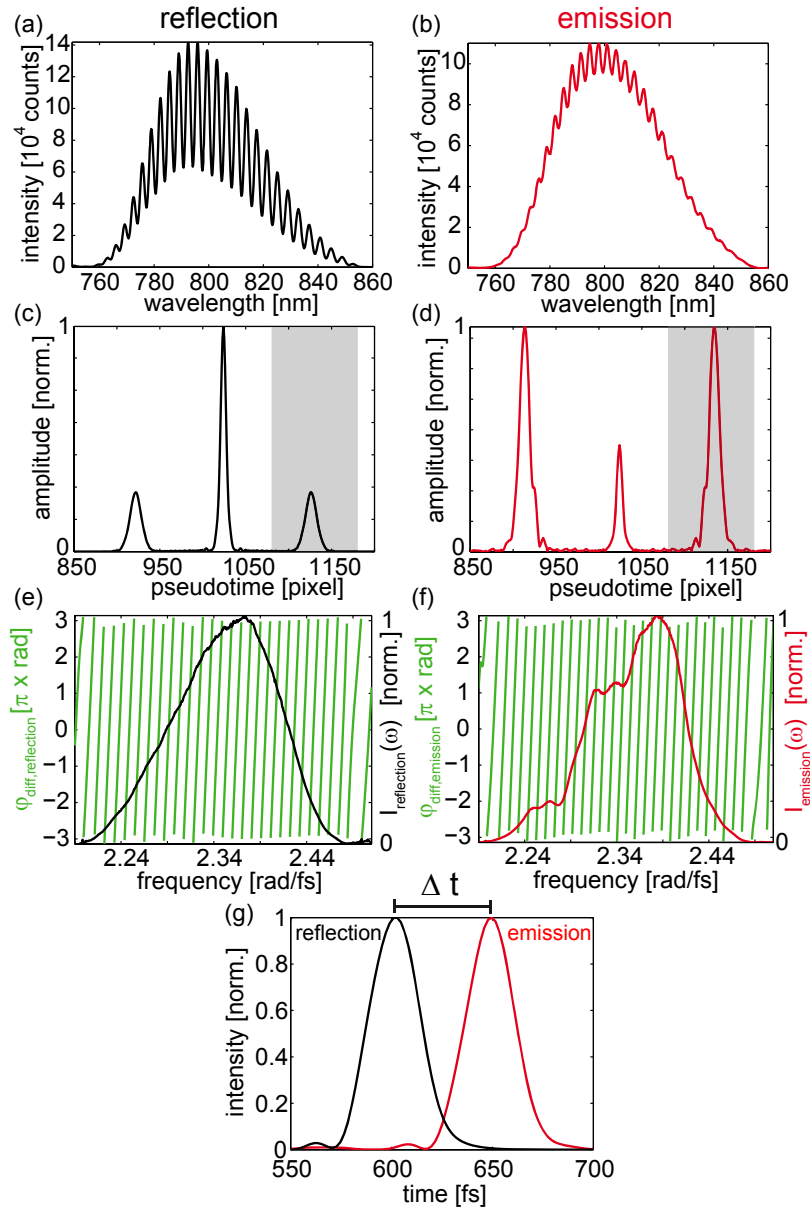 reflection
emission
(a)
(b)
intensity [10⁴ counts]
14
12
10
8
6
4
2
0
760 780 800 820 840 860
wavelength [nm]
intensity [10⁴ counts]
10
8
6
4
2
0
760 780 800 820 840 860
wavelength [nm]
(c)
(d)
amplitude [norm.]
1
0
850 950 1050 1150
pseudotime [pixel]
amplitude [norm.]
1
0
850 950 1050 1150
pseudotime [pixel]
(e)
(f)
φdiff,reflection [π x rad]
3
2
1
0
−1
−2
−3
2.24 2.34 2.44
frequency [rad/fs]
1
0
Ireflection(ω) [norm.]
φdiff,emission [π x rad]
3
2
1
0
−1
−2
−3
2.24 2.34 2.44
frequency [rad/fs]
1
0
Iemission(ω) [norm.]
(g)
Δ t
reflection
emission
intensity [norm.]
1
0.8
0.6
0.4
0.2
0
550 600 650 700
time [fs]